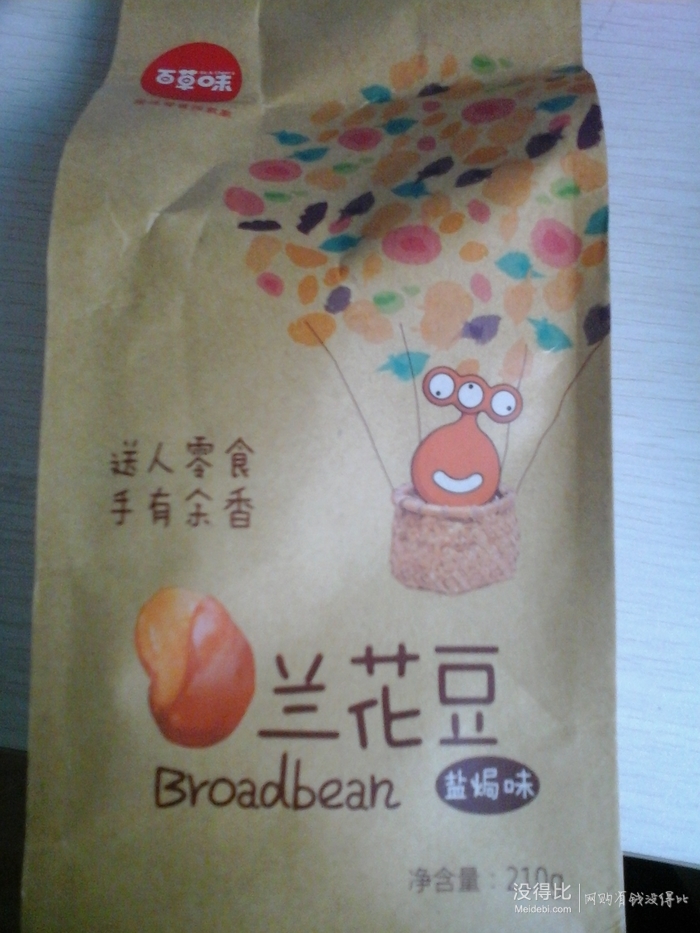 百草味
送人零食
手有余香
兰花豆
Broadbean
盐焗味
净含量：210g
没得比
Meidebi.com
网购有钱没得比